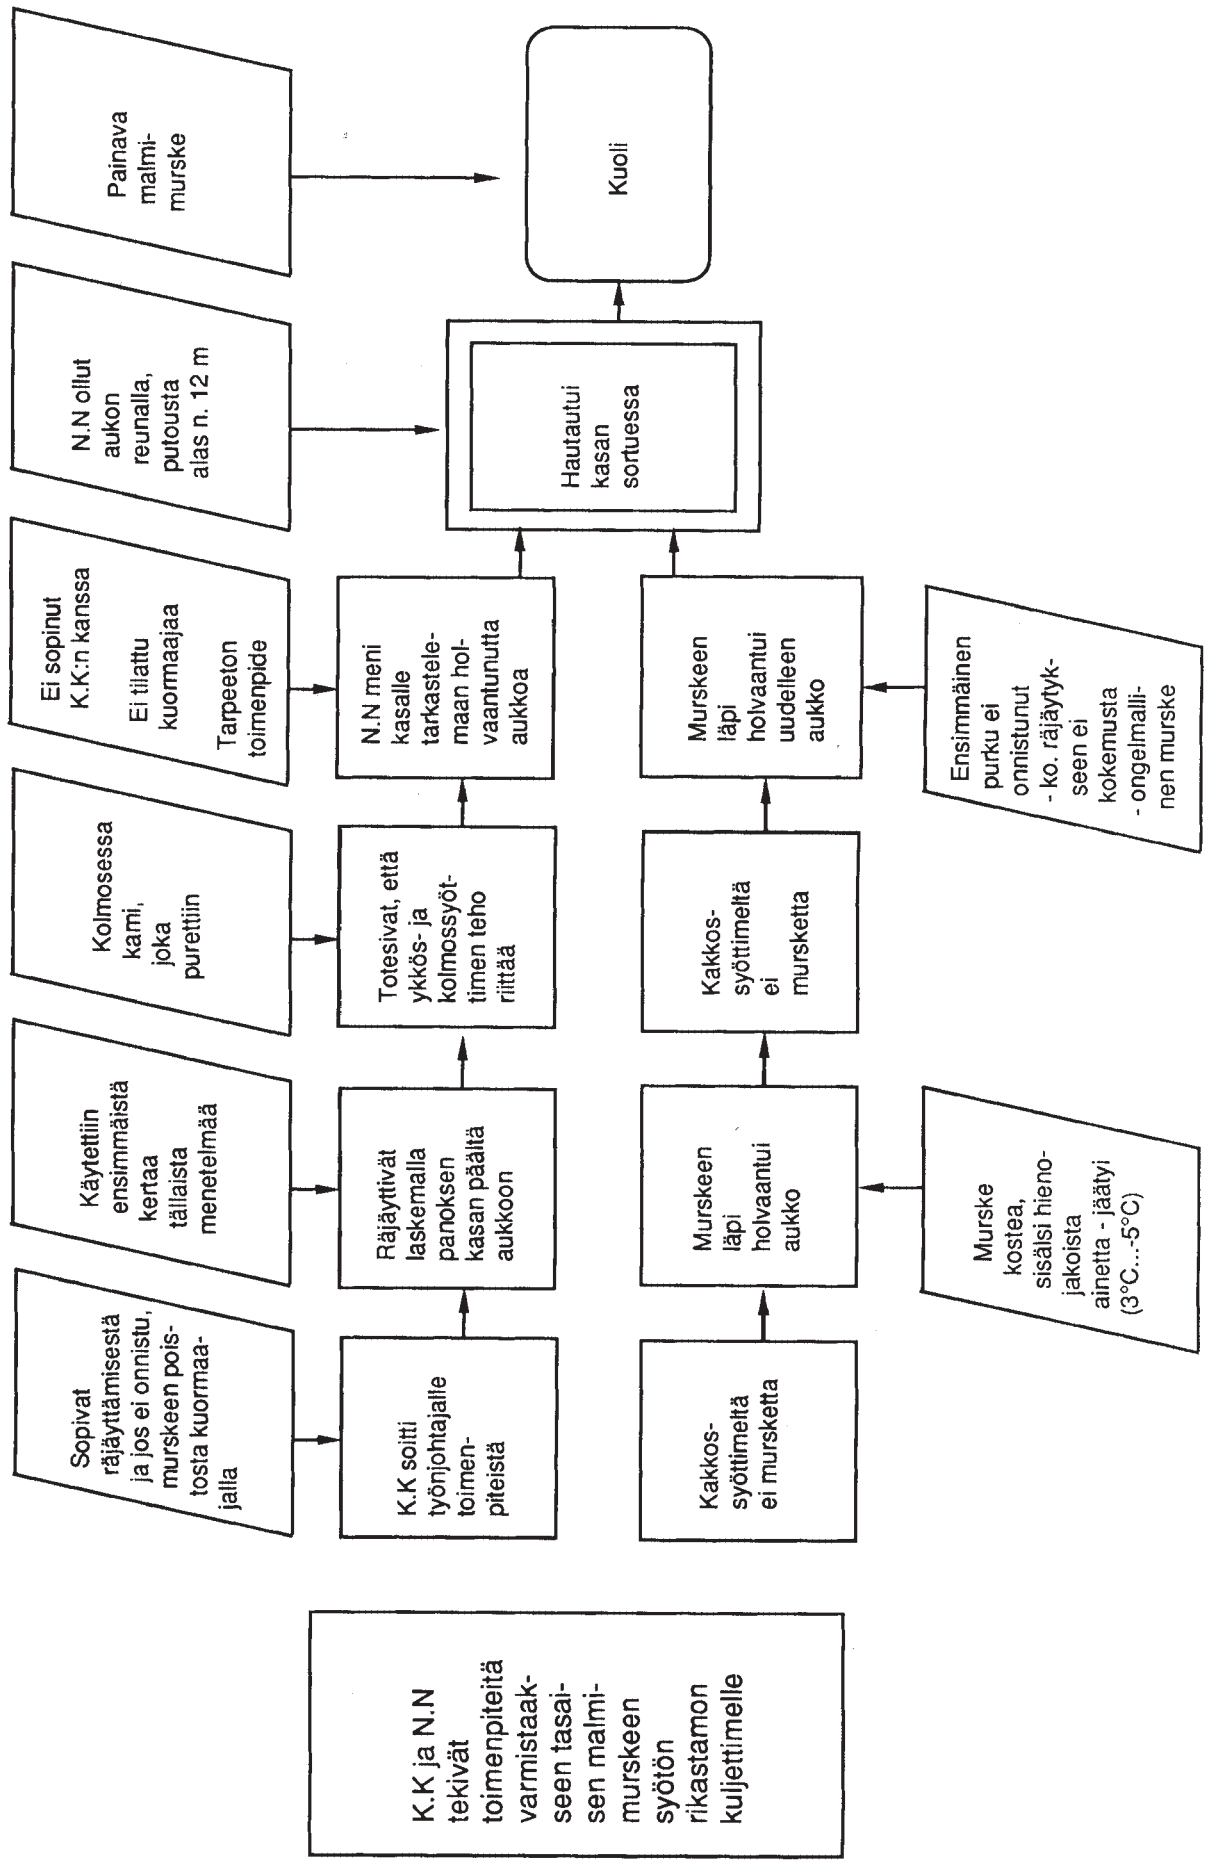 K.K ja N.N
tekivät
toimenpiteitä
varmistaak-
seen tasai-
sen malmi-
murskeen
syötön
rikastamon
kuljettimelle
Sopivat
räjäyttämisestä
ja jos ei onnistu,
murskeen pois-
tosta kuormaa-
jalla
Käytettiin
ensimmäistä
kertaa
tällaista
menetelmää
Kolmosessa
kami,
joka
purettiin
Ei sopinut
K.K:n kanssa
Ei tilattu
kuormaajaa
Tarpeeton
toimenpide
N.N ollut
aukon
reunalla,
putousta
alas n. 12 m
Painava
malmi-
murske
K.K soitti
työnjohtajalle
toimen-
piteistä
Räjäyttivät
laskemalla
panoksen
kasan päältä
aukkoon
Totesivat, että
ykkös- ja
kolmossyöt-
timen teho
riittää
N.N meni
kasalle
tarkastele-
maan hol-
vaantunutta
aukkoa
Hautautui
kasan
sortuessa
Kuoli
Kakkos-
syöttimeltä
ei mursketta
Murskeen
läpi
holvaantui
aukko
Kakkos-
syöttimeltä
ei
mursketta
Murskeen
läpi
holvaantui
uudelleen
aukko
Murske
kostea,
sisälsi hieno-
jakoista
ainetta - jäätyi
(3°C...-5°C)
Ensimmäinen
purku ei
onnistunut
- ko. räjäytyk-
seen ei
kokemusta
- ongelmalli-
nen murske